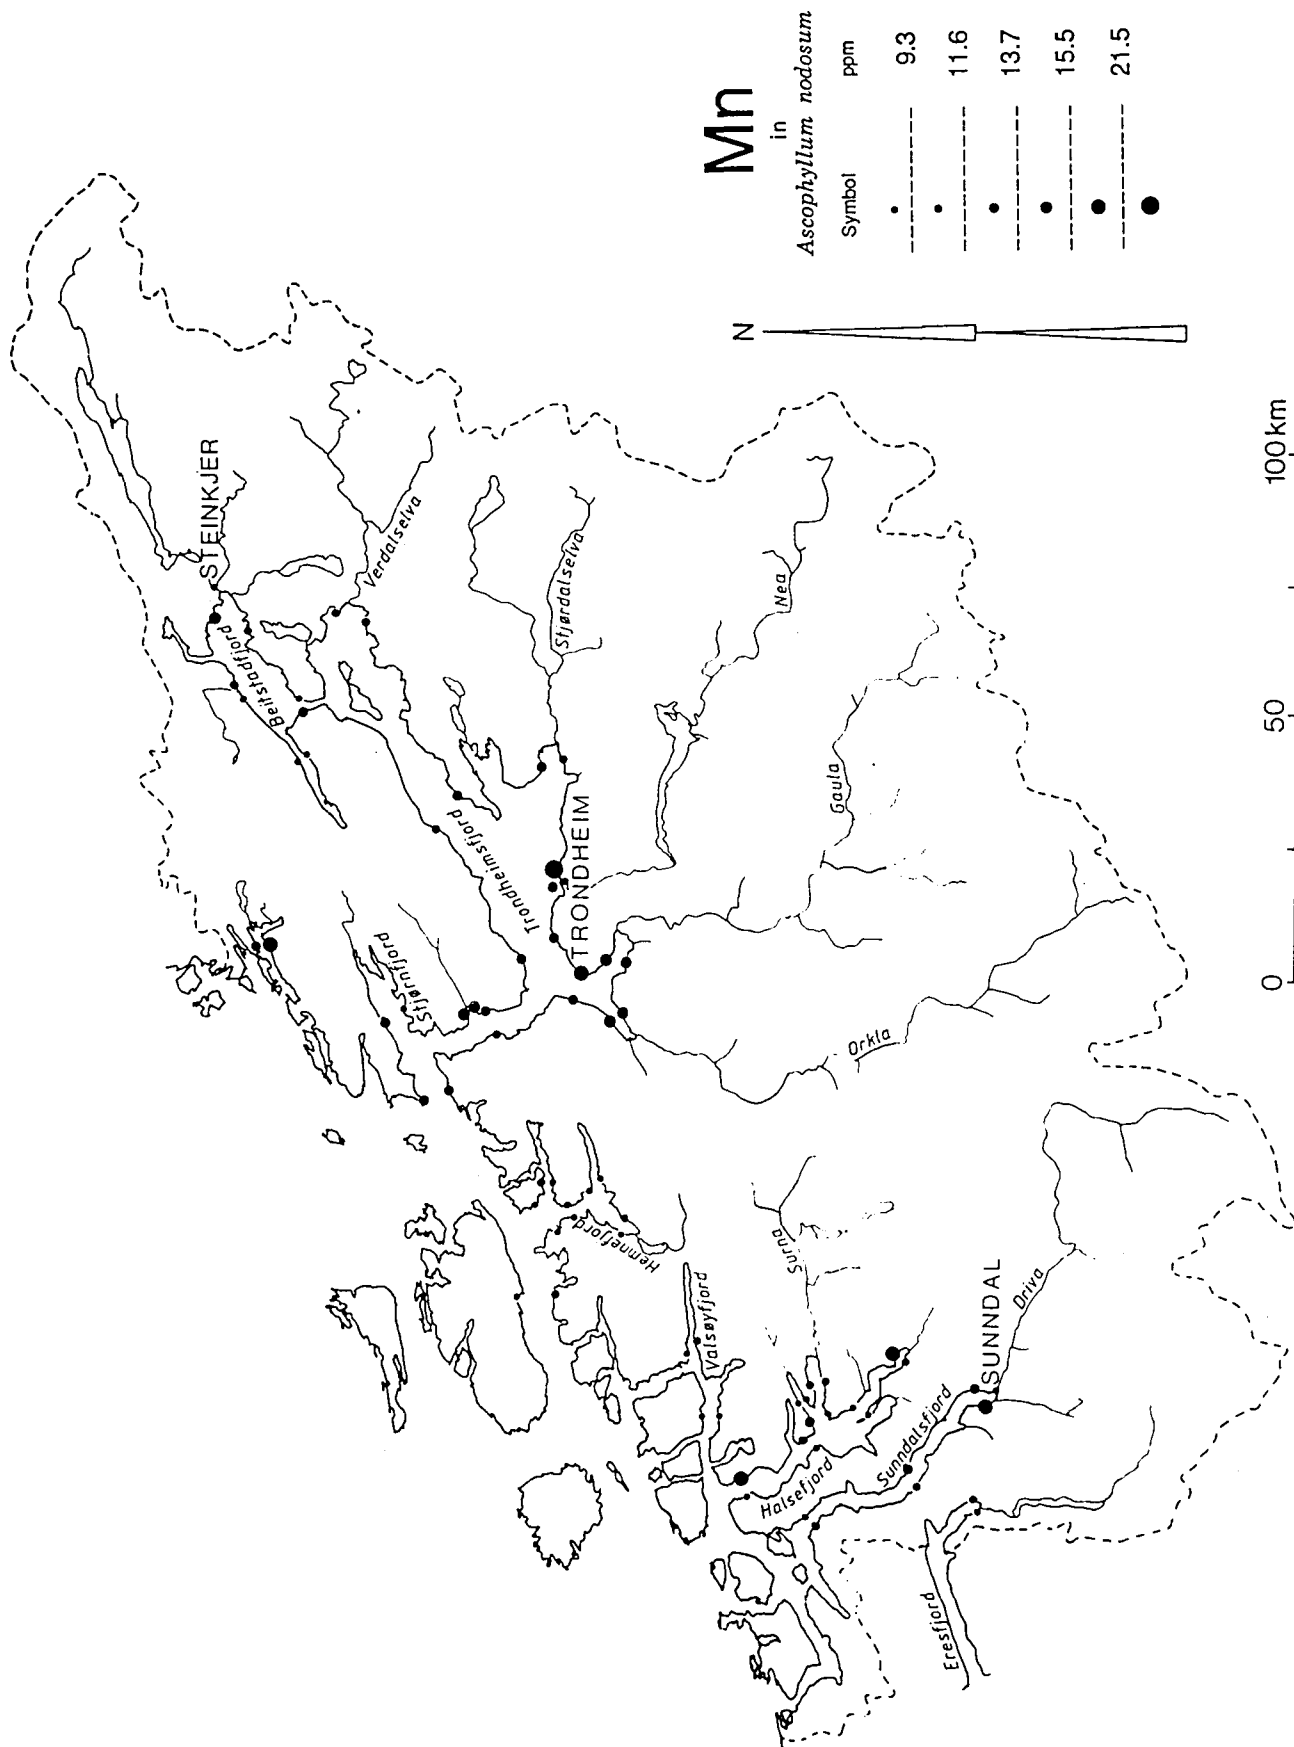 Mn
in
Ascophyllum nodosum
Symbol ppm
9.3
11.6
13.7
15.5
21.5
N
0 50 100 km
STEINKJER
Beitstadfjord
Verdalselva
Stjørdalselva
Trondheimsfjord
TRONDHEIM
Stjørnfjord
Nea
Gaula
Orkla
Hemnefjord
Valsøyfjord
Surna
Halsefjord
Sunndalsfjord
SUNNDAL
Driva
Eresfjord